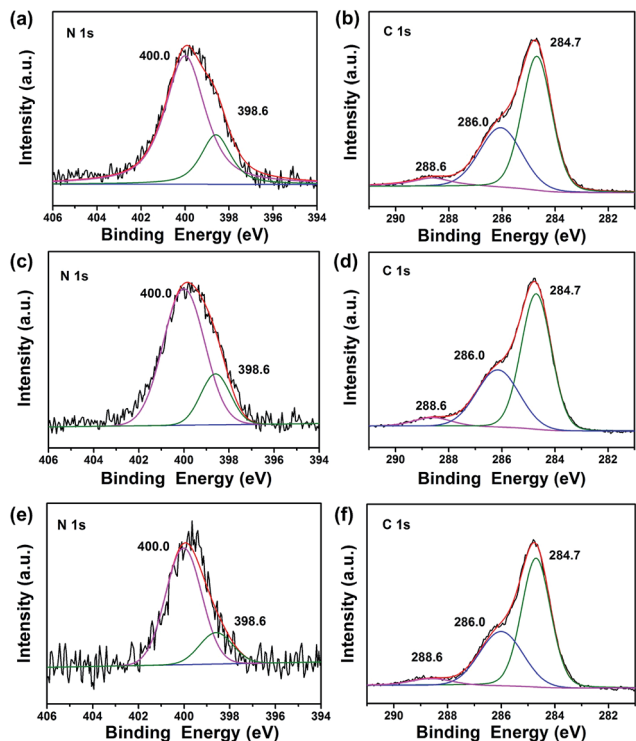 (a)
N 1s
400.0
398.6
Intensity (a.u.)
406 404 402 400 398 396 394
Binding Energy (eV)
(b)
C 1s
284.7
286.0
288.6
Intensity (a.u.)
290 288 286 284 282
Binding Energy (eV)
(c)
N 1s
400.0
398.6
Intensity (a.u.)
406 404 402 400 398 396 394
Binding Energy (eV)
(d)
C 1s
284.7
286.0
288.6
Intensity (a.u.)
290 288 286 284 282
Binding Energy (eV)
(e)
N 1s
400.0
398.6
Intensity (a.u.)
406 404 402 400 398 396 394
Binding Energy (eV)
(f)
C 1s
284.7
286.0
288.6
Intensity (a.u.)
290 288 286 284 282
Binding Energy (eV)